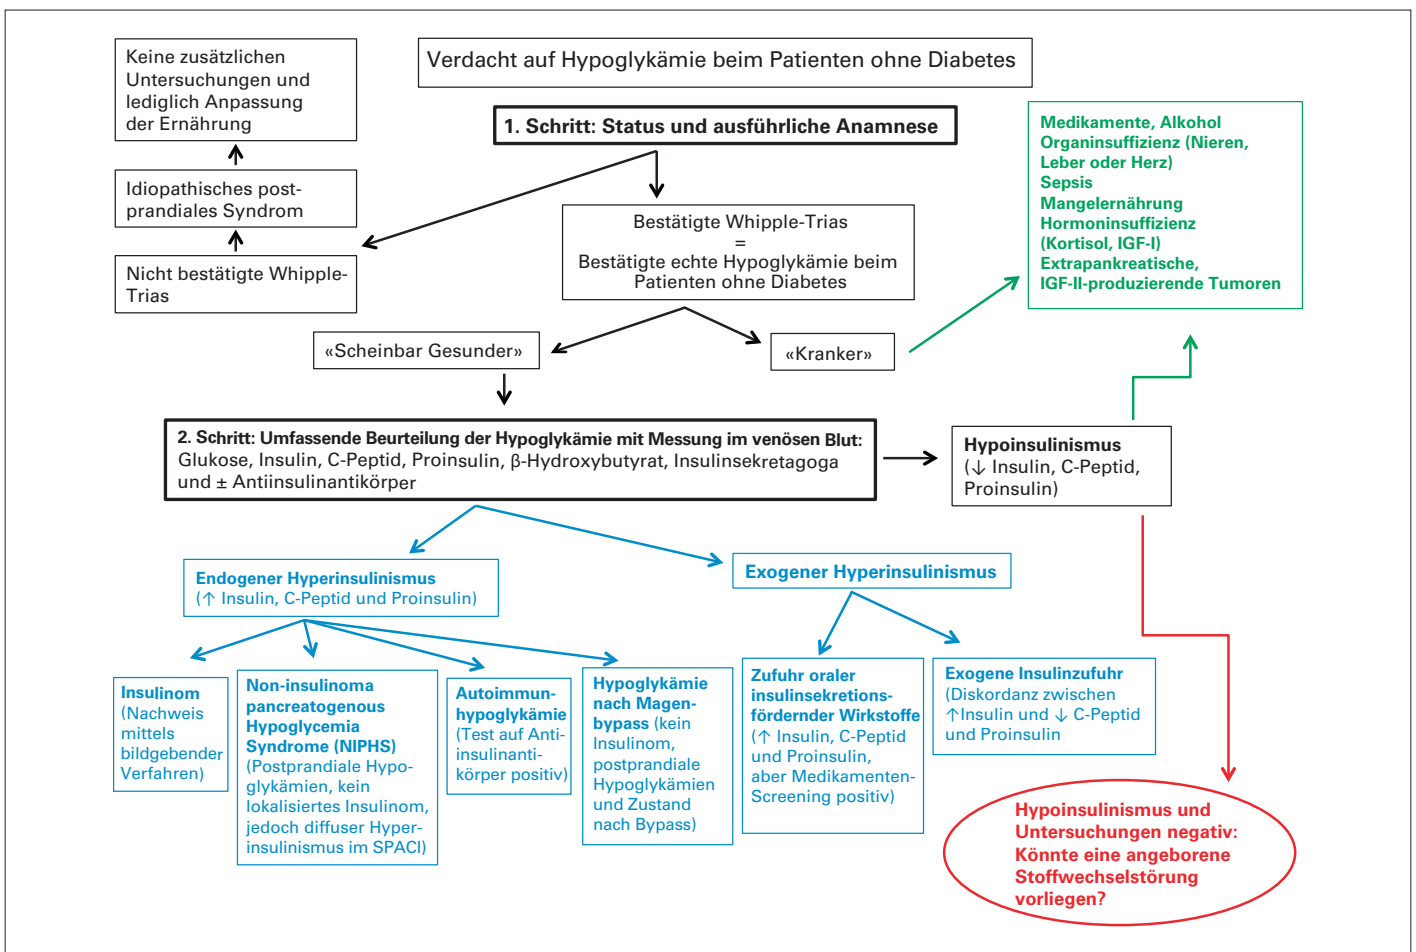 Verdacht auf Hypoglykämie beim Patienten ohne Diabetes
Keine zusätzlichen
Untersuchungen und
lediglich Anpassung
der Ernährung
1. Schritt: Status und ausführliche Anamnese
Medikamente, Alkohol
Organinsuffizienz (Nieren,
Leber oder Herz)
Sepsis
Mangelernährung
Hormoninsuffizienz
(Kortisol, IGF-I)
Extrapankreatische,
IGF-II-produzierende Tumoren
Idiopathisches post-
prandiales Syndrom
Bestätigte Whipple-Trias
=
Bestätigte echte Hypoglykämie beim
Patienten ohne Diabetes
Nicht bestätigte Whipple-
Trias
«Scheinbar Gesunder»
«Kranker»
2. Schritt: Umfassende Beurteilung der Hypoglykämie mit Messung im venösen Blut:
Glukose, Insulin, C-Peptid, Proinsulin, β-Hydroxybutyrat, Insulinsekretagoga
und ± Antiinsulinantikörper
Hypoinsulinismus
(↓ Insulin, C-Peptid,
Proinsulin)
Endogener Hyperinsulinismus
(↑ Insulin, C-Peptid und Proinsulin)
Exogener Hyperinsulinismus
Insulinom
(Nachweis
mittels
bildgebender
Verfahren)
Non-insulinoma
pancreatogenous
Hypoglycemia
Syndrome (NIPHS)
(Postprandiale Hypo-
glykämien, kein
lokalisiertes Insulinom,
jedoch diffuser Hyper-
insulinismus im SPACI)
Autoimmun-
hypoglykämie
(Test auf Anti-
insulinanti-
körper positiv)
Hypoglykämie
nach Magen-
bypass (kein
Insulinom,
postprandiale
Hypoglykämien
und Zustand
nach Bypass)
Zufuhr oraler
insulinsekretions-
fördernder Wirkstoffe
(↑ Insulin, C-Peptid
und Proinsulin,
aber Medikamenten-
Screening positiv)
Exogene Insulinzufuhr
(Diskordanz zwischen
↑Insulin und ↓ C-Peptid
und Proinsulin
Hypoinsulinismus und
Untersuchungen negativ:
Könnte eine angeborene
Stoffwechselstörung
vorliegen?